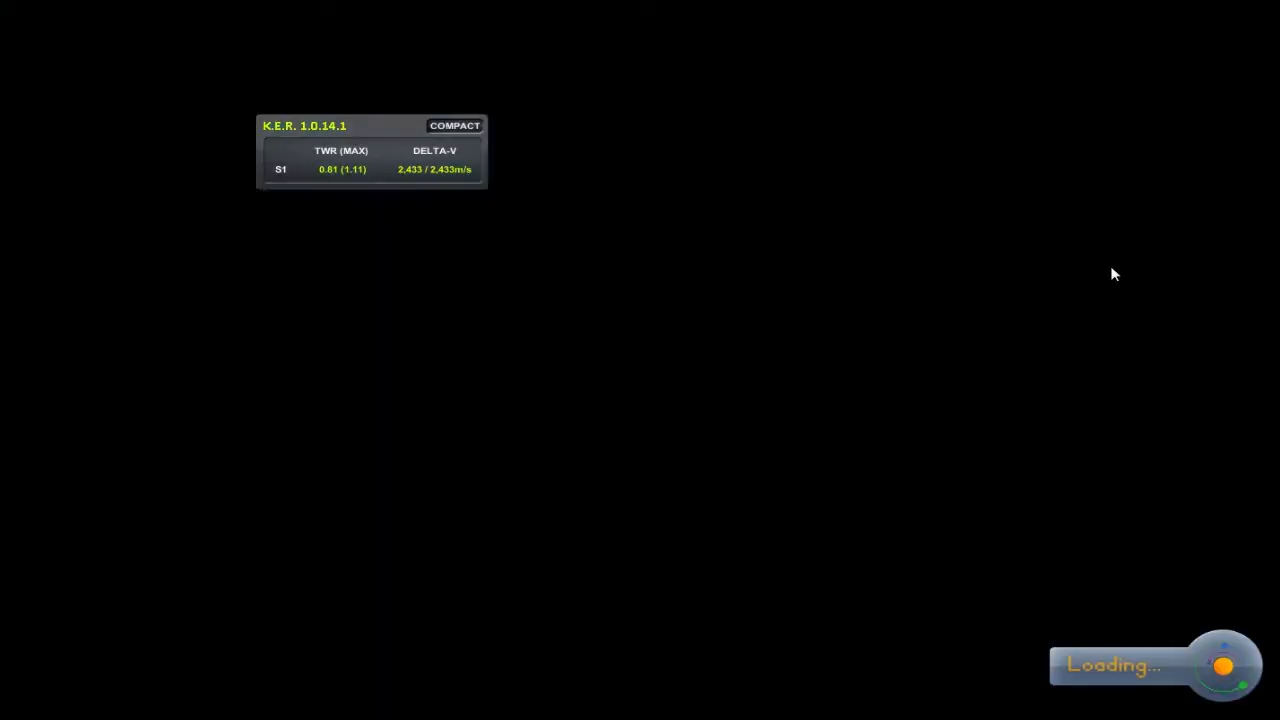 K.E.R. 1.0.14.1 COMPACT
TWR (MAX) DELTA-V
S1 0.81 (1.11) 2,433 / 2,433m/s
Loading...